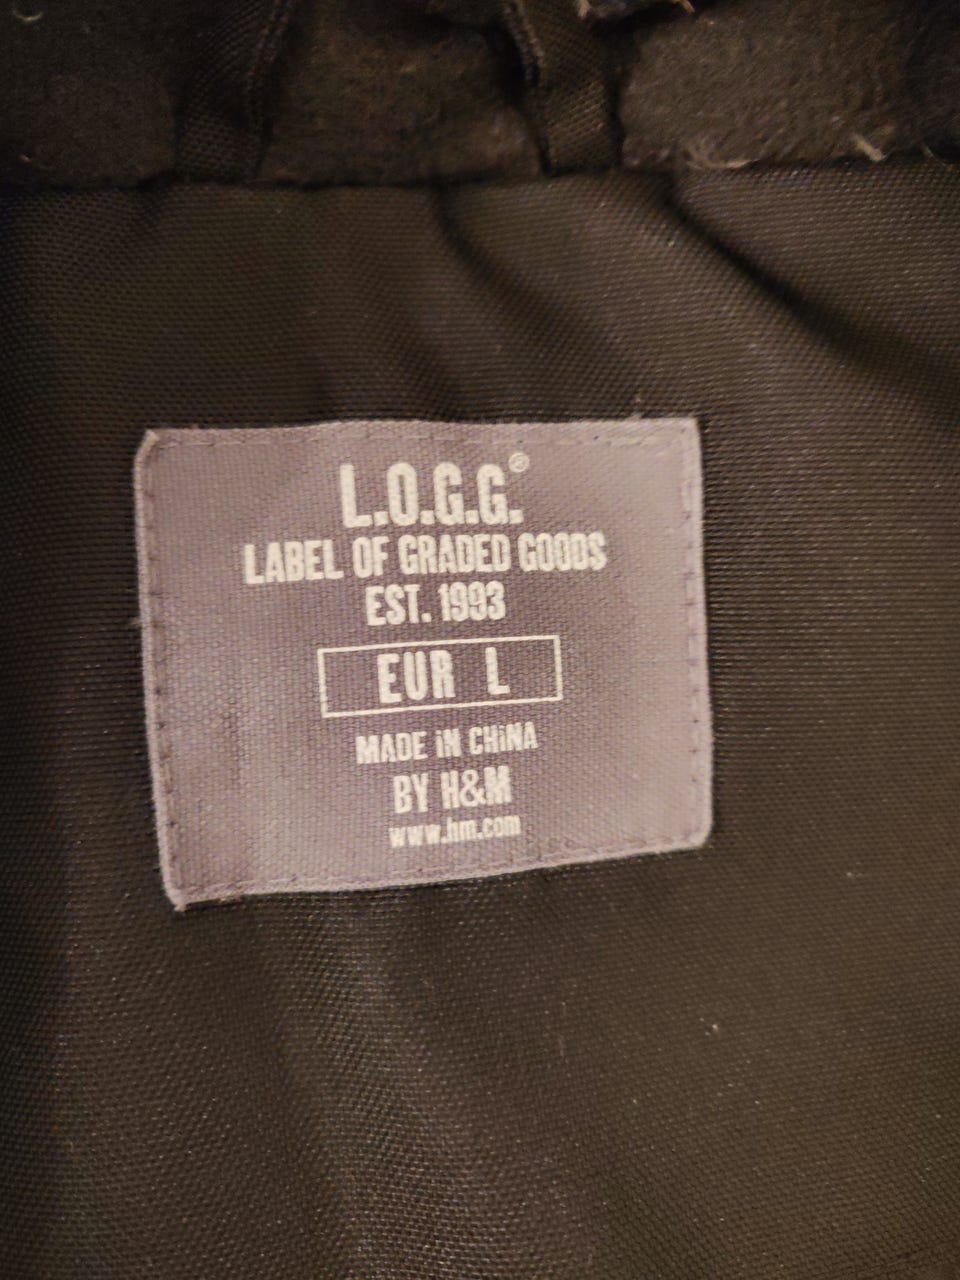 L.O.G.G.®
LABEL OF GRADED GOODS
EST. 1993
EUR L
MADE iN CHiNA
BY H&M
www.hm.com